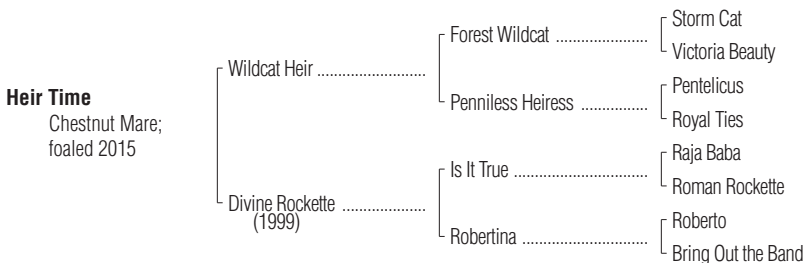 Heir Time
Chestnut Mare;
foaled 2015
Wildcat Heir ..........................
Divine Rockette ....................
(1999)
Forest Wildcat ......................
Penniless Heiress ................
Is It True ................................
Robertina ..............................
Storm Cat
Victoria Beauty
Pentelicus
Royal Ties
Raja Baba
Roman Rockette
Roberto
Bring Out the Band